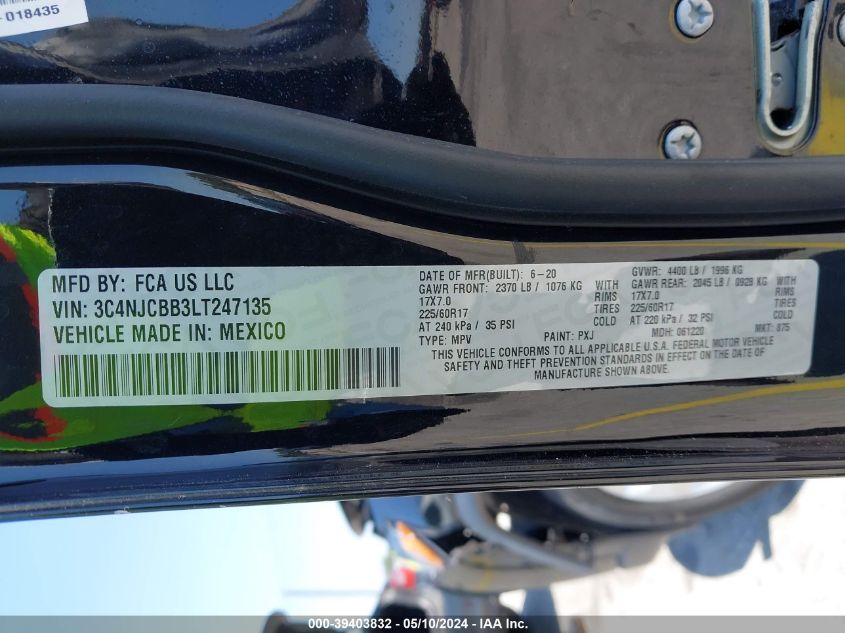 018435
MFD BY: FCA US LLC
VIN: 3C4NJCBB3LT247135
VEHICLE MADE IN: MEXICO
DATE OF MFR(BUILT): 6-20 GVWR: 4400 LB / 1996 KG
GAWR FRONT: 2370 LB / 1076 KG WITH GAWR REAR: 2045 LB / 0928 KG WITH
17X7.0 RIMS 17X7.0 RIMS
225/60R17 TIRES 225/60R17 TIRES
AT 240 kPa / 35 PSI COLD AT 220 kPa / 32 PSI COLD
TYPE: MPV PAINT: PXJ MDH: 061220 MKT: 875
THIS VEHICLE CONFORMS TO ALL APPLICABLE U.S.A. FEDERAL MOTOR VEHICLE
SAFETY AND THEFT PREVENTION STANDARDS IN EFFECT ON THE DATE OF
MANUFACTURE SHOWN ABOVE.
000-39403832 - 05/10/2024 - IAA Inc.